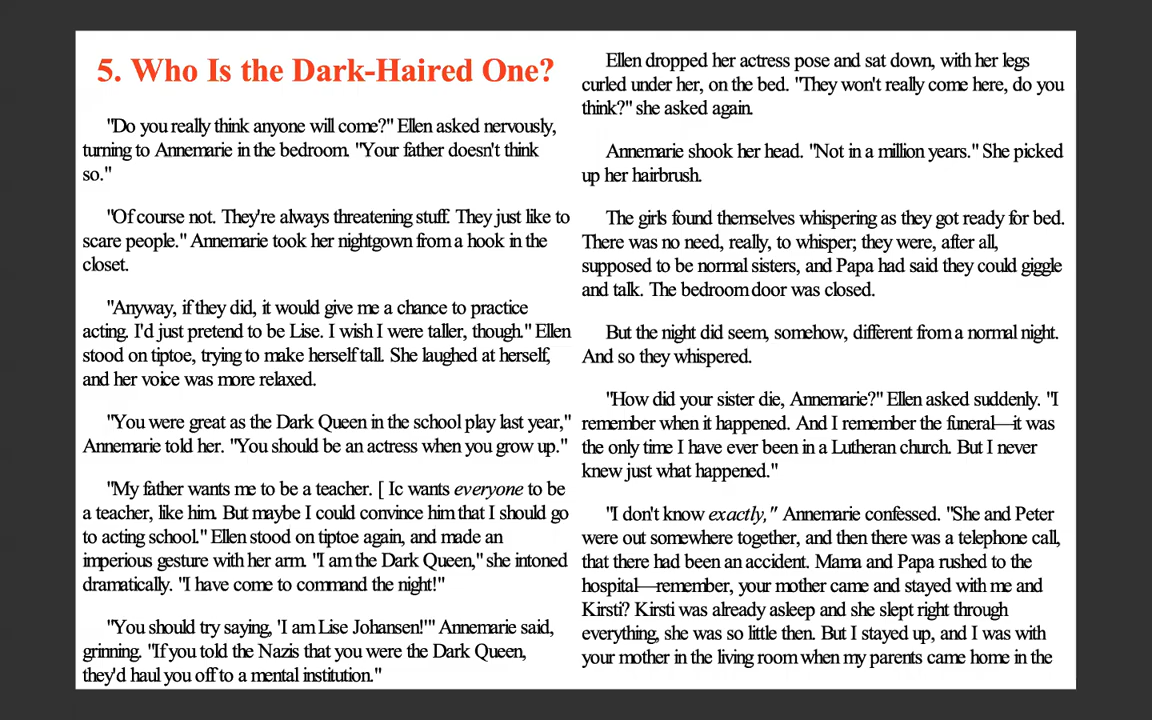 5. Who Is the Dark-Haired One?
"Do you really think anyone will come?" Ellen asked nervously,
turning to Annemarie in the bedroom. "Your father doesn't think
so."
"Of course not. They're always threatening stuff. They just like to
scare people." Annemarie took her nightgown from a hook in the
closet.
"Anyway, if they did, it would give me a chance to practice
acting. I'd just pretend to be Lise. I wish I were taller, though." Ellen
stood on tiptoe, trying to make herself tall. She laughed at herself,
and her voice was more relaxed.
"You were great as the Dark Queen in the school play last year,"
Annemarie told her. "You should be an actress when you grow up."
"My father wants me to be a teacher. [ Ic wants everyone to be
a teacher, like him. But maybe I could convince him that I should go
to acting school." Ellen stood on tiptoe again, and made an
imperious gesture with her arm. "I am the Dark Queen," she intoned
dramatically. "I have come to command the night!"
"You should try saying, 'I am Lise Johansen!'" Annemarie said,
grinning. "If you told the Nazis that you were the Dark Queen,
they'd haul you off to a mental institution."
Ellen dropped her actress pose and sat down, with her legs
curled under her, on the bed. "They won't really come here, do you
think?" she asked again.
Annemarie shook her head. "Not in a million years." She picked
up her hairbrush.
The girls found themselves whispering as they got ready for bed.
There was no need, really, to whisper; they were, after all,
supposed to be normal sisters, and Papa had said they could giggle
and talk. The bedroom door was closed.
But the night did seem, somehow, different from a normal night.
And so they whispered.
"How did your sister die, Annemarie?" Ellen asked suddenly. "I
remember when it happened. And I remember the funeral—it was
the only time I have ever been in a Lutheran church. But I never
knew just what happened."
"I don't know exactly," Annemarie confessed. "She and Peter
were out somewhere together, and then there was a telephone call,
that there had been an accident. Mama and Papa rushed to the
hospital—remember, your mother came and stayed with me and
Kirsti? Kirsti was already asleep and she slept right through
everything, she was so little then. But I stayed up, and I was with
your mother in the living room when my parents came home in the